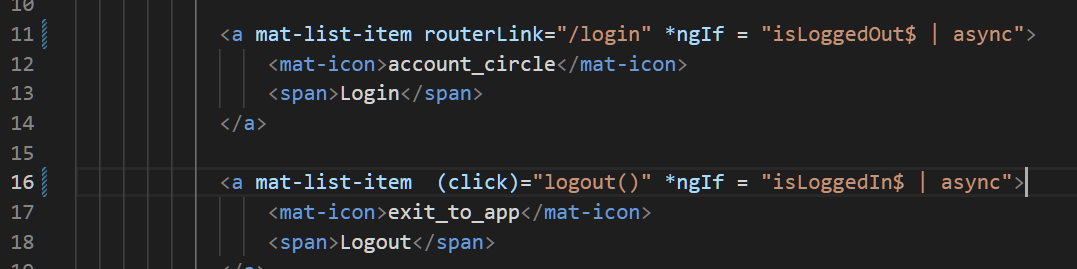 10
11 <a mat-list-item routerLink="/login" *ngIf = "isLoggedOut$ | async">
12 <mat-icon>account_circle</mat-icon>
13 <span>Login</span>
14 </a>
15
16 <a mat-list-item  (click)="logout()" *ngIf = "isLoggedIn$ | async">
17 <mat-icon>exit_to_app</mat-icon>
18 <span>Logout</span>
19 </a>